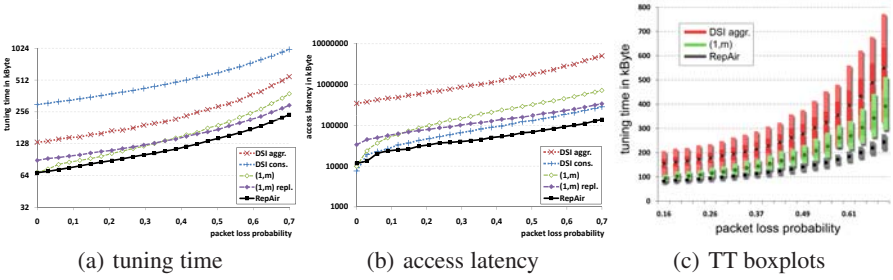 tuning time in kByte
1024
512
256
128
64
32
0
0,1
0,2
0,3
0,4
0,5
0,6
0,7
packet loss probability
DSI aggr.
DSI cons.
(1,m)
(1,m) repl.
RepAir
(a) tuning time
access latency in kByte
10000000
1000000
100000
10000
1000
0
0,1
0,2
0,3
0,4
0,5
0,6
0,7
packet loss probability
DSI aggr.
DSI cons.
(1,m)
(1,m) repl.
RepAir
(b) access latency
tuning time in kByte
800
700
600
500
400
300
200
100
0
0.16
0.26
0.37
0.49
0.61
packet loss probability
DSI aggr.
(1,m)
RepAir
(c) TT boxplots